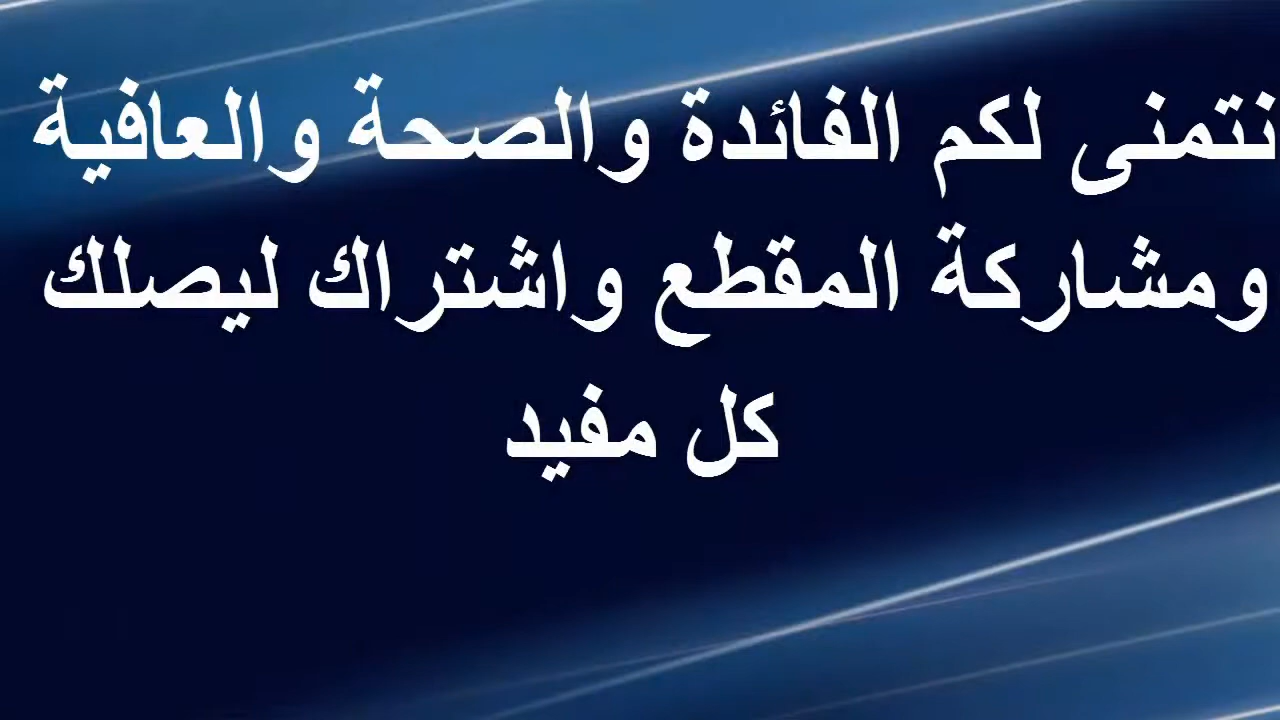 نتمنى لكم الفائدة والصحة والعافية
ومشاركة المقطع واشتراك ليصلك
كل مفيد